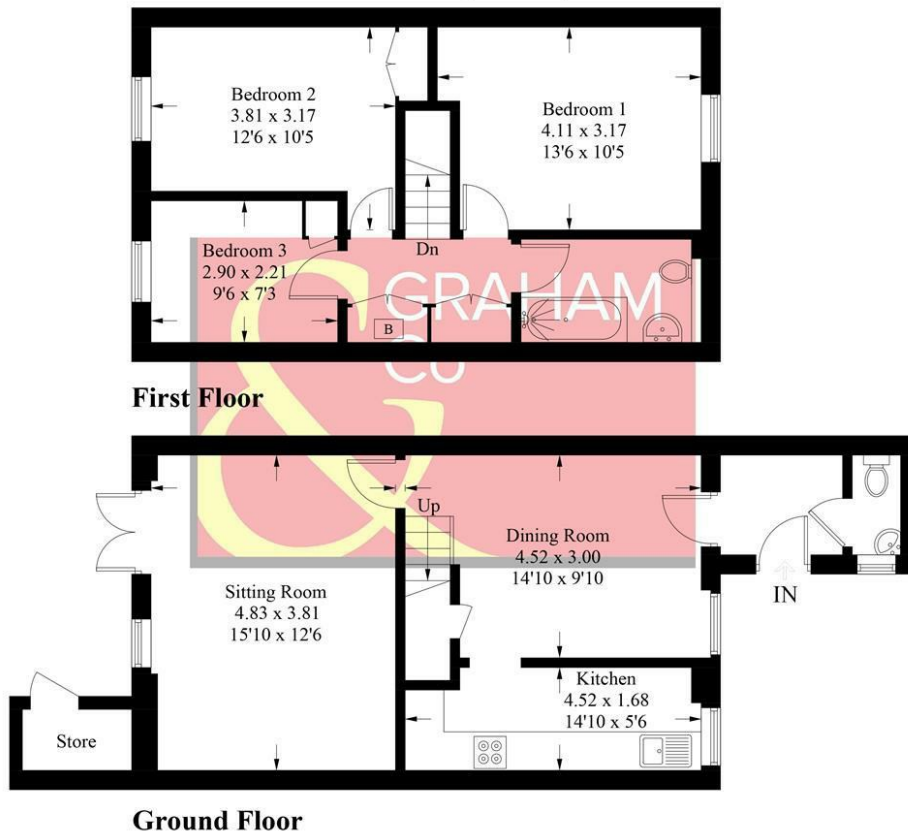 Bedroom 2
3.81 x 3.17
12'6 x 10'5
Bedroom 1
4.11 x 3.17
13'6 x 10'5
Dn
Bedroom 3
2.90 x 2.21
9'6 x 7'3
B
&
GRAHAM
Co
First Floor
Up
Dining Room
4.52 x 3.00
14'10 x 9'10
Sitting Room
4.83 x 3.81
15'10 x 12'6
IN
Kitchen
4.52 x 1.68
14'10 x 5'6
Store
Ground Floor